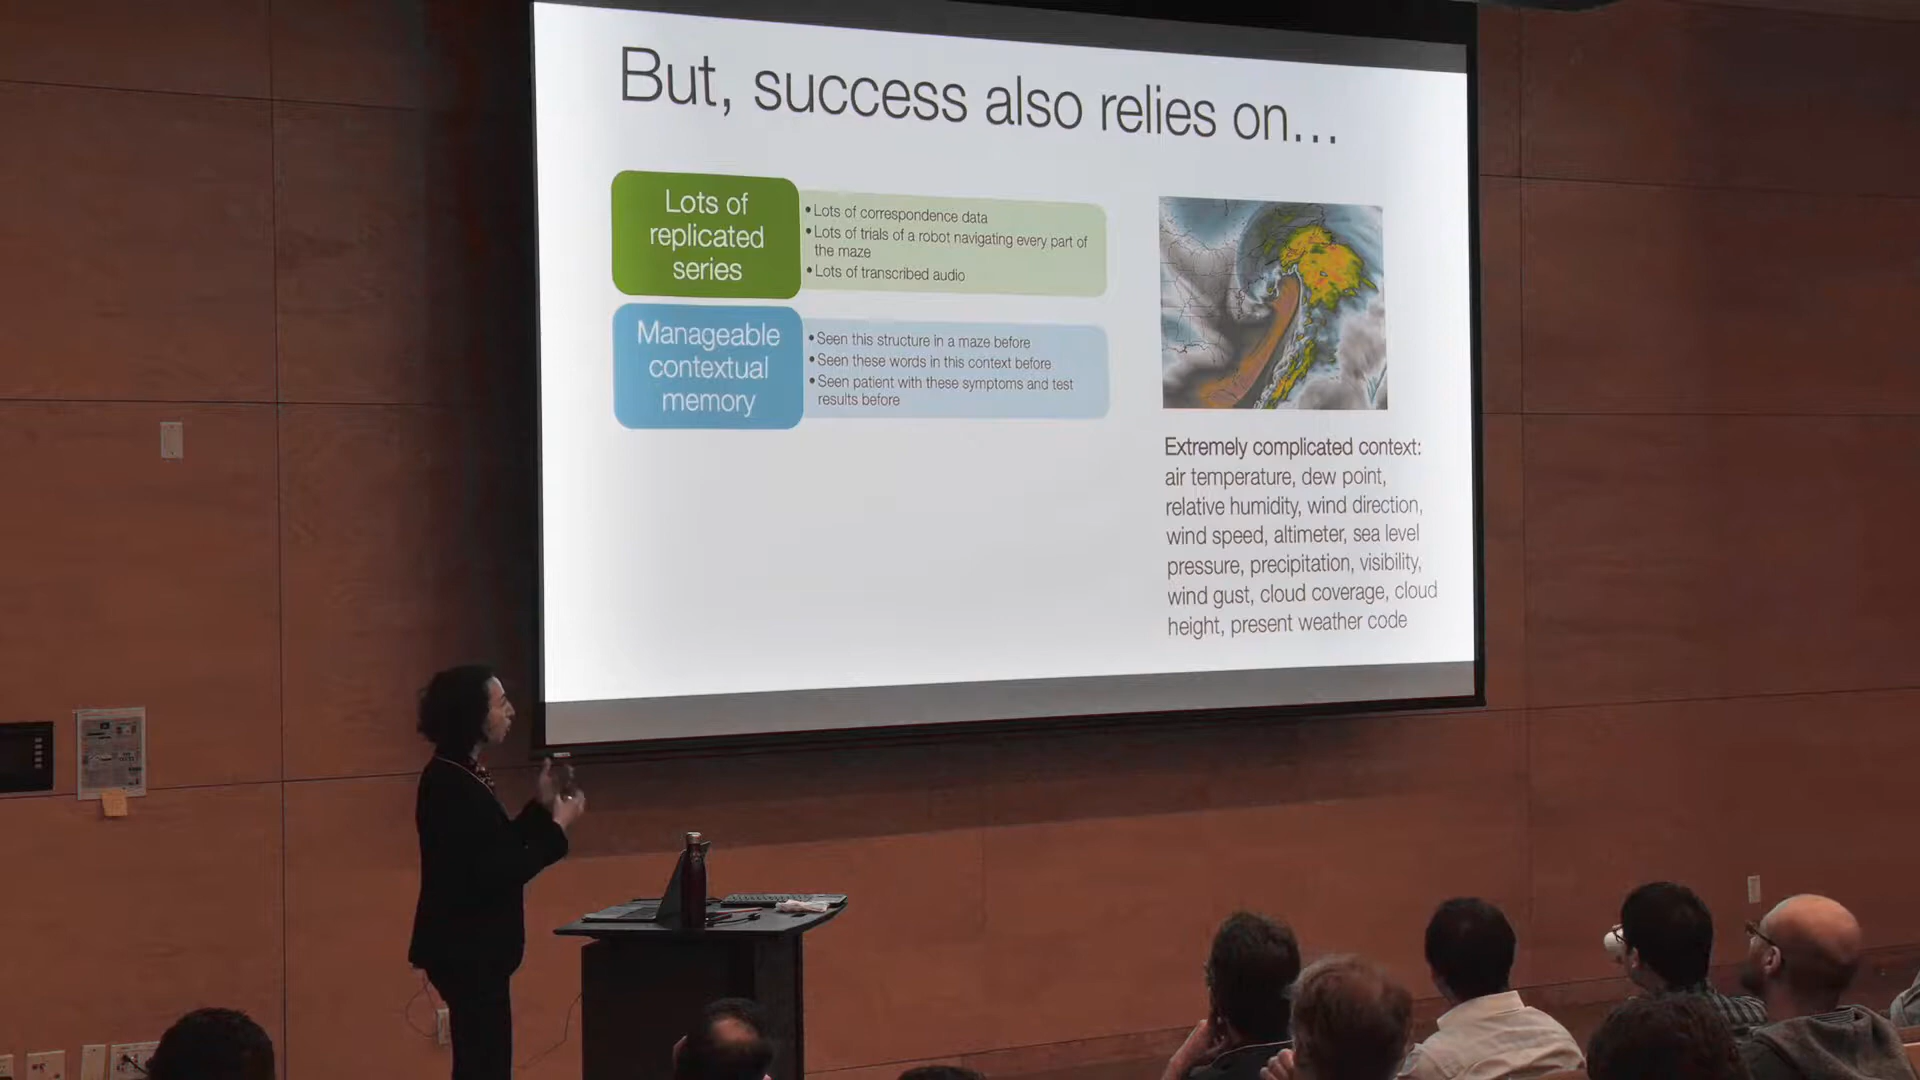 But, success also relies on...
Lots of
replicated
series
• Lots of correspondence data
• Lots of trials of a robot navigating every part of
the maze
• Lots of transcribed audio
Manageable
contextual
memory
• Seen this structure in a maze before
• Seen these words in this context before
• Seen patient with these symptoms and test
results before
Extremely complicated context:
air temperature, dew point,
relative humidity, wind direction,
wind speed, altimeter, sea level
pressure, precipitation, visibility,
wind gust, cloud coverage, cloud
height, present weather code